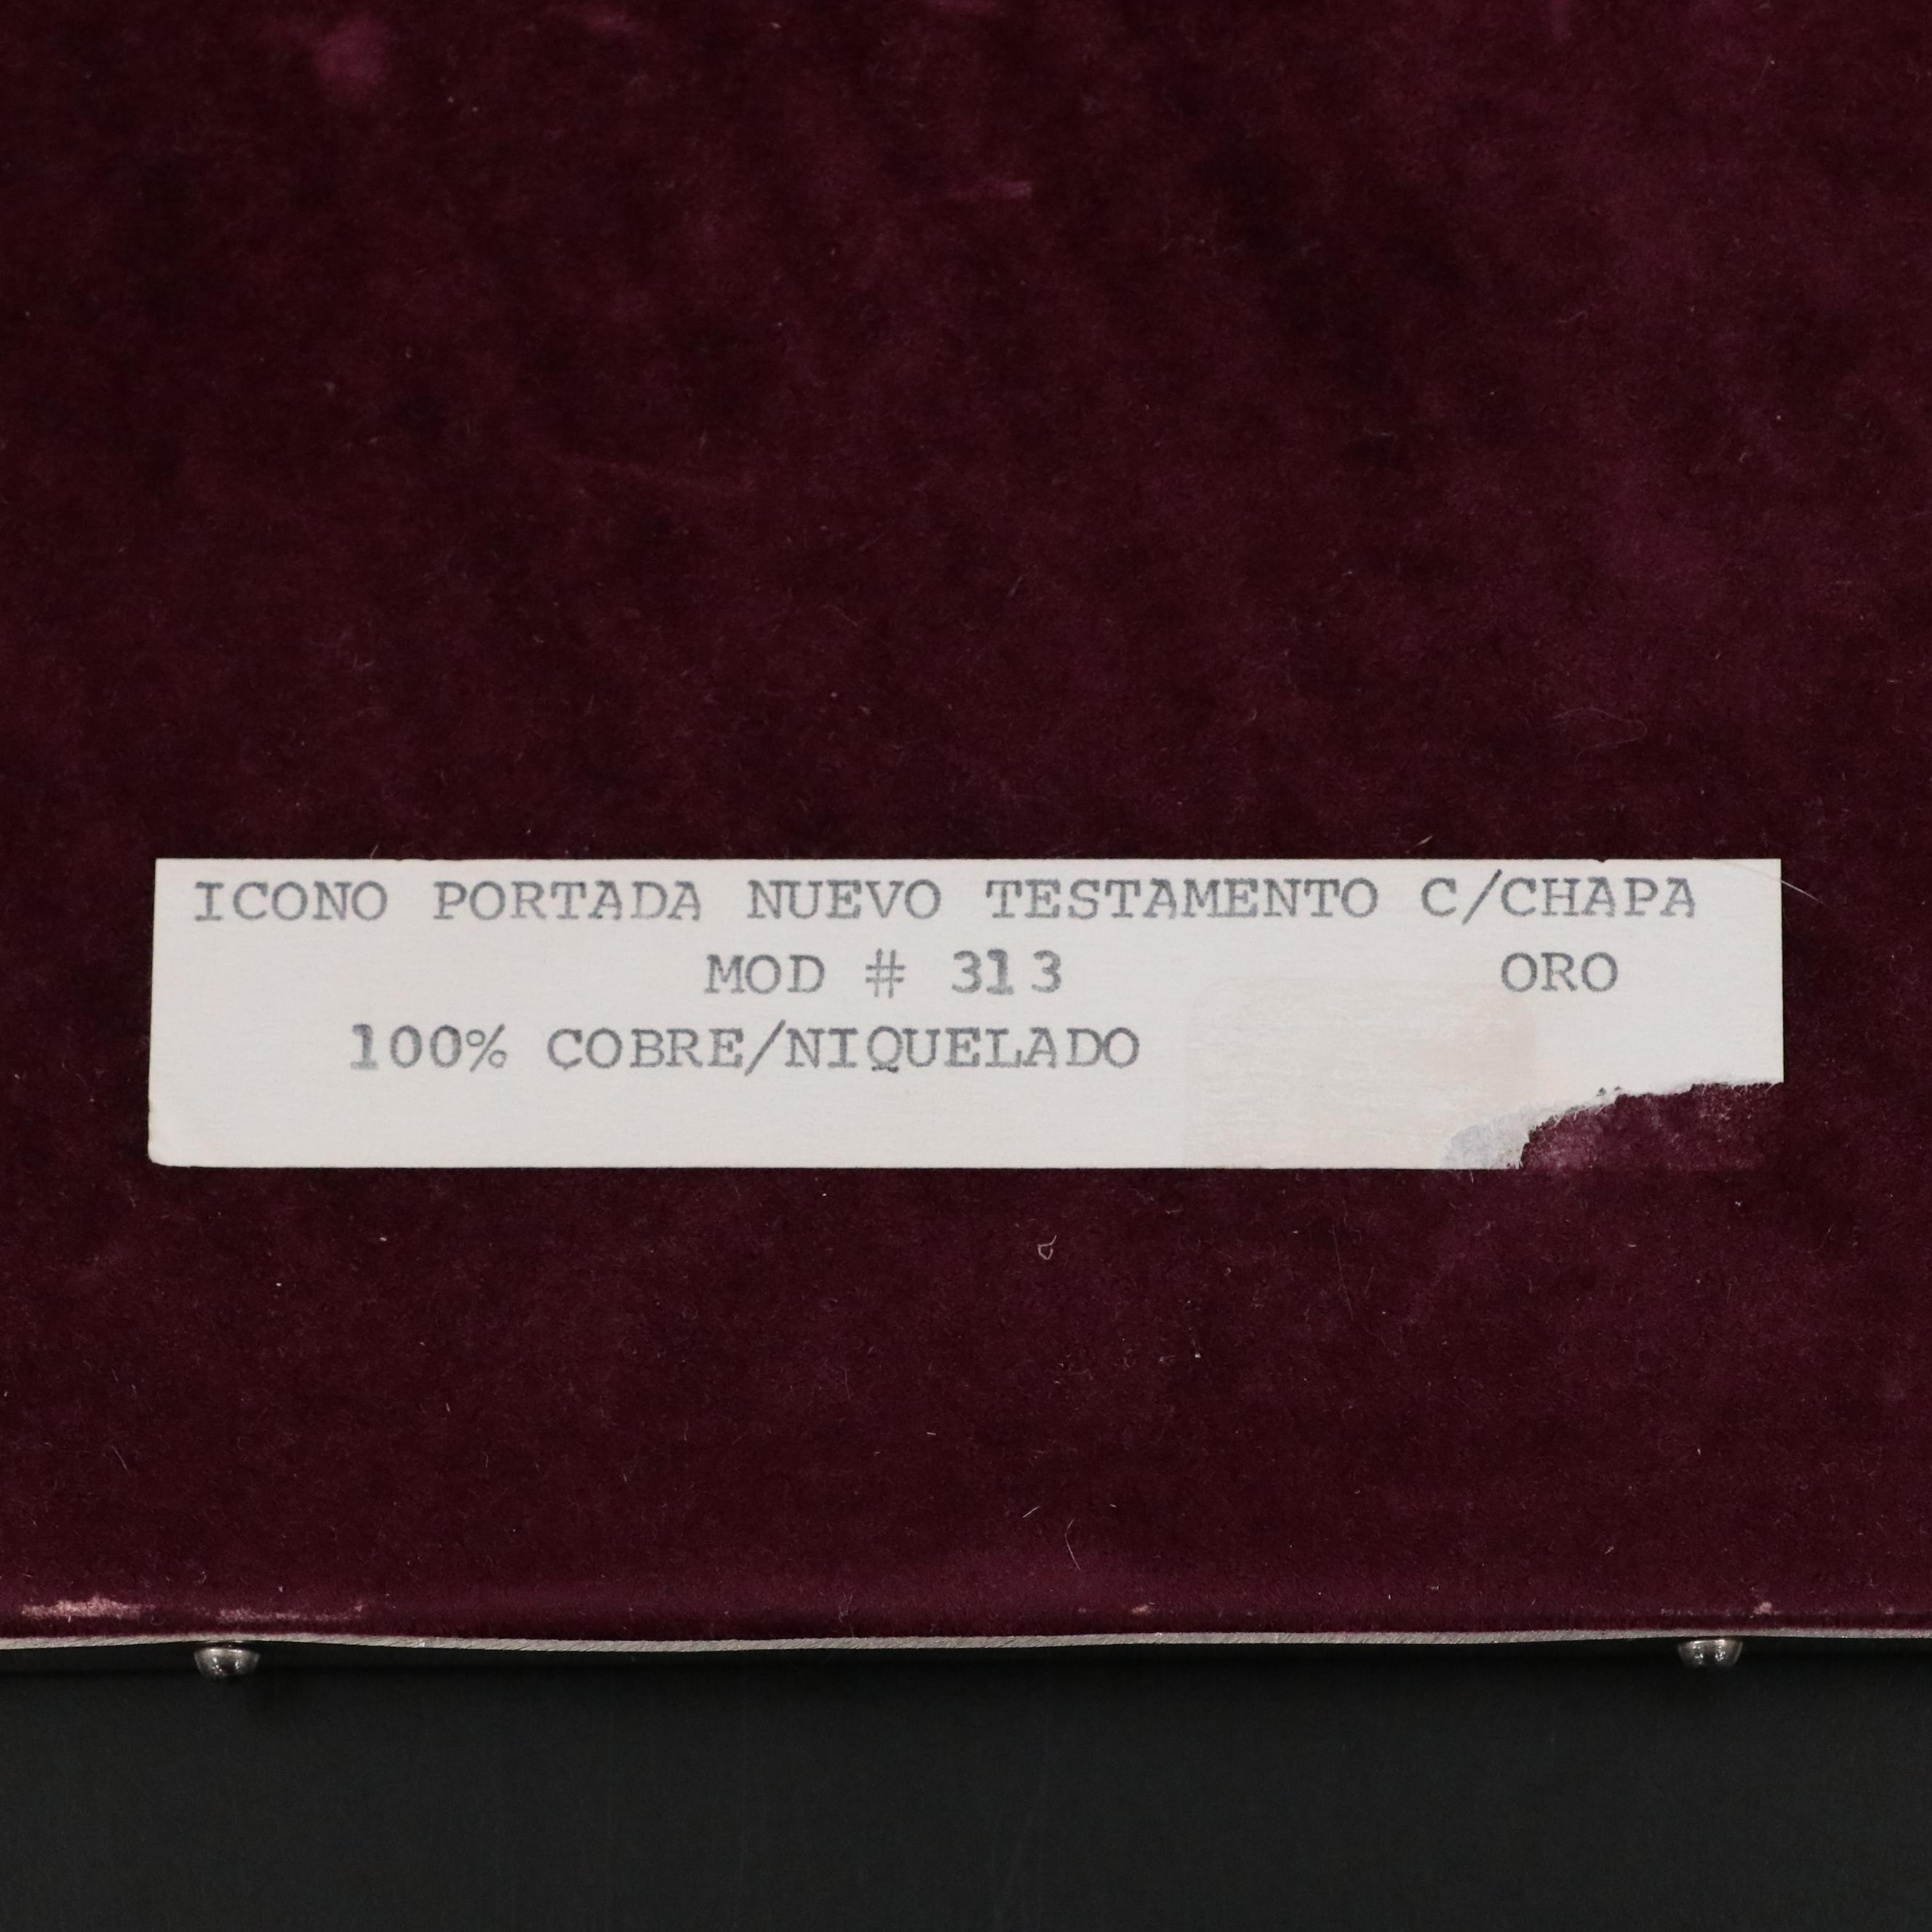 ICONO PORTADA NUEVO TESTAMENTO C/CHAPA
MOD # 313 ORO
100% COBRE/NIQUELADO